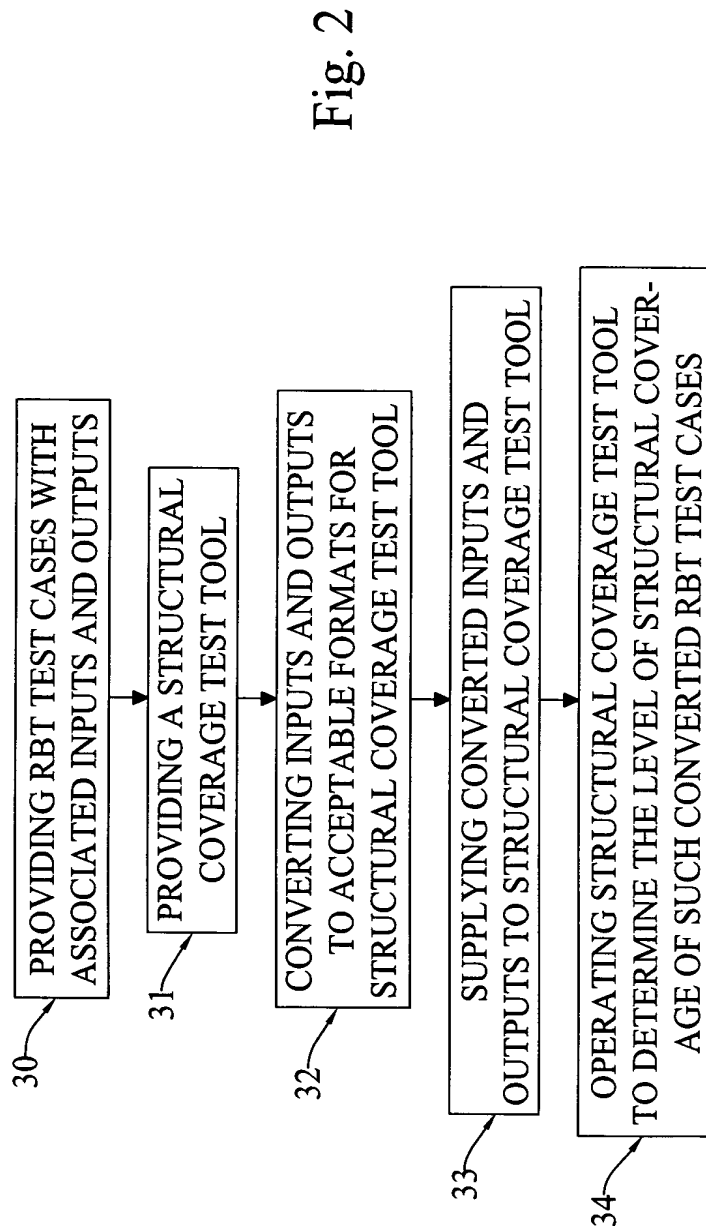 30
PROVIDING RBT TEST CASES WITH
ASSOCIATED INPUTS AND OUTPUTS
31
PROVIDING A STRUCTURAL
COVERAGE TEST TOOL
32
CONVERTING INPUTS AND OUTPUTS
TO ACCEPTABLE FORMATS FOR
STRUCTURAL COVERAGE TEST TOOL
33
SUPPLYING CONVERTED INPUTS AND
OUTPUTS TO STRUCTURAL COVERAGE TEST TOOL
34
OPERATING STRUCTURAL COVERAGE TEST TOOL
TO DETERMINE THE LEVEL OF STRUCTURAL COVER-
AGE OF SUCH CONVERTED RBT TEST CASES
Fig. 2